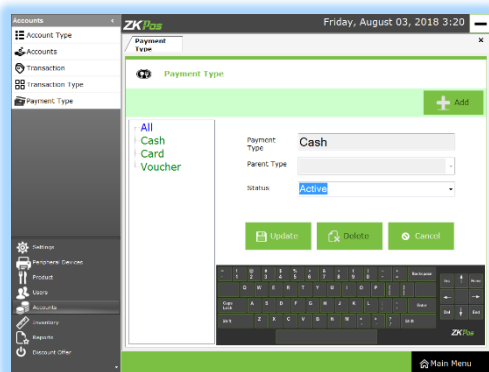 Accounts
Account Type
Accounts
Transaction
Transaction Type
Payment Type
Settings
Peripheral Devices
Product
Users
Accounts
Inventory
Reports
Discount Offer
ZKPos
Friday, August 03, 2018 3:20
Payment
Type
Payment Type
Add
All
Cash
Card
Voucher
Payment
Type
Cash
Parent Type
Status
Active
Update
Delete
Cancel
Backspace
Q W E R T Y U I O P
Caps
Lock
A S D F G H J K L
Enter
Shift
Z X C V B N M
Shift
Home
End
ZKPos
Main Menu